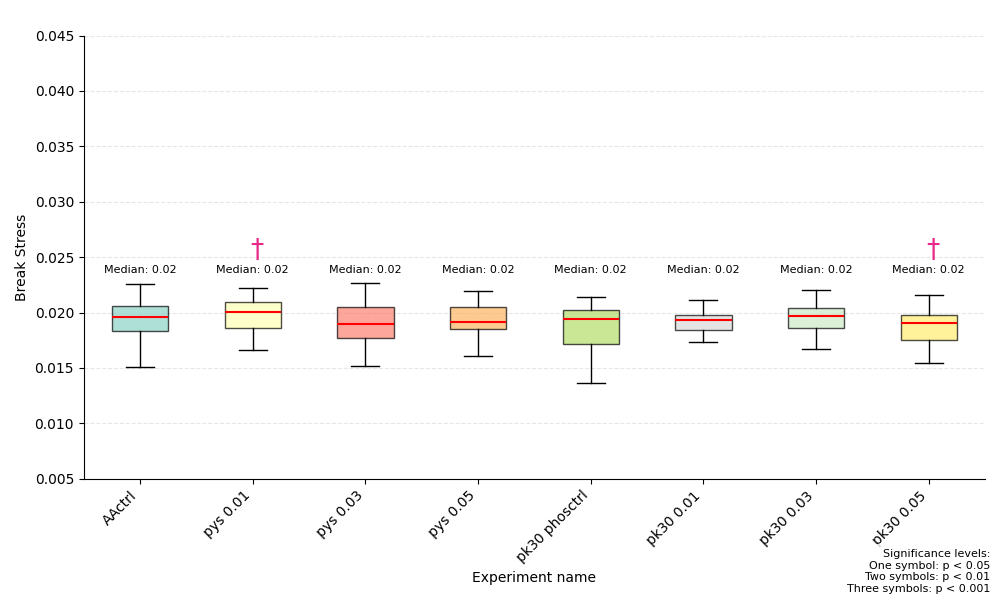 0.045
0.040
0.035
0.030
0.025
0.020
0.015
0.010
0.005
Break Stress
† †
Median: 0.02 Median: 0.02 Median: 0.02 Median: 0.02 Median: 0.02 Median: 0.02 Median: 0.02 Median: 0.02
AActrl
pys 0.01
pys 0.03
pys 0.05
pk30 phosctrl
pk30 0.01
pk30 0.03
pk30 0.05
Experiment name
Significance levels:
One symbol: p < 0.05
Two symbols: p < 0.01
Three symbols: p < 0.001